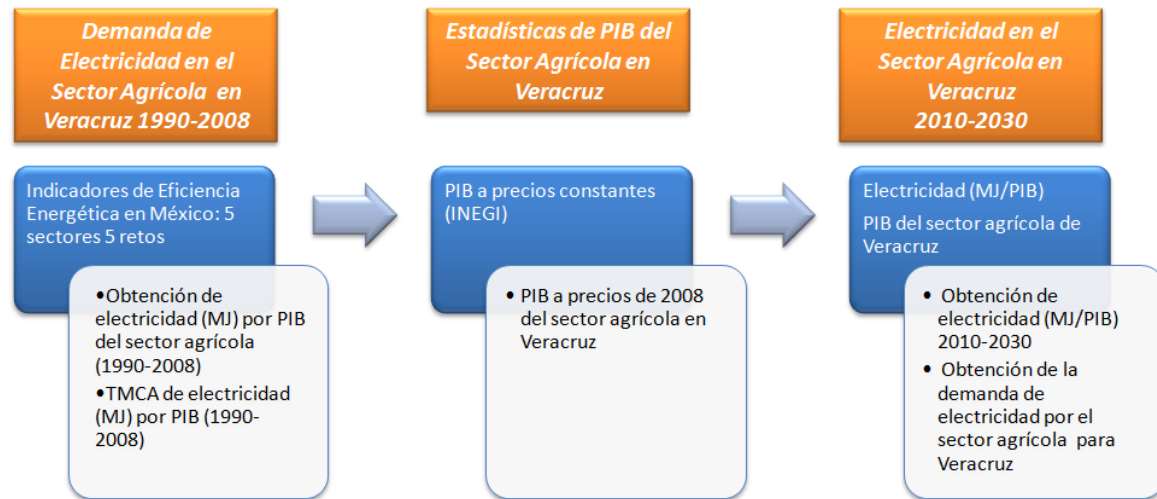 Demanda de
Electricidad en el
Sector Agrícola en
Veracruz 1990-2008
Indicadores de Eficiencia
Energética en México: 5
sectores 5 retos
•Obtención de
electricidad (MJ) por PIB
del sector agrícola
(1990-2008)
•TMCA de electricidad
(MJ) por PIB (1990-
2008)
Estadísticas de PIB del
Sector Agrícola en
Veracruz
PIB a precios constantes
(INEGI)
• PIB a precios de 2008
del sector agrícola en
Veracruz
Electricidad en el
Sector Agrícola en
Veracruz
2010-2030
Electricidad (MJ/PIB)
PIB del sector agrícola de
Veracruz
• Obtención de
electricidad (MJ/PIB)
2010-2030
• Obtención de la
demanda de
electricidad por el
sector agrícola para
Veracruz